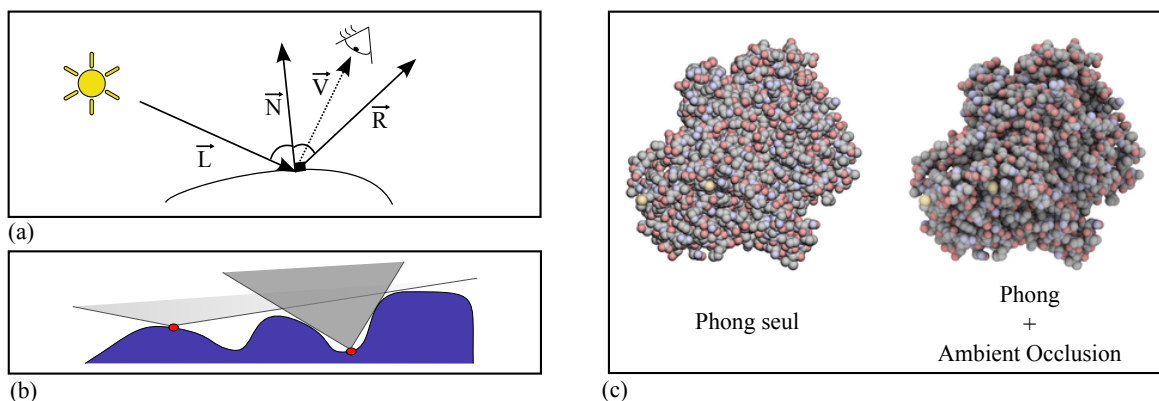 N
V
R
L
(a)
(b)
Phong seul
Phong
+
Ambient Occlusion
(c)